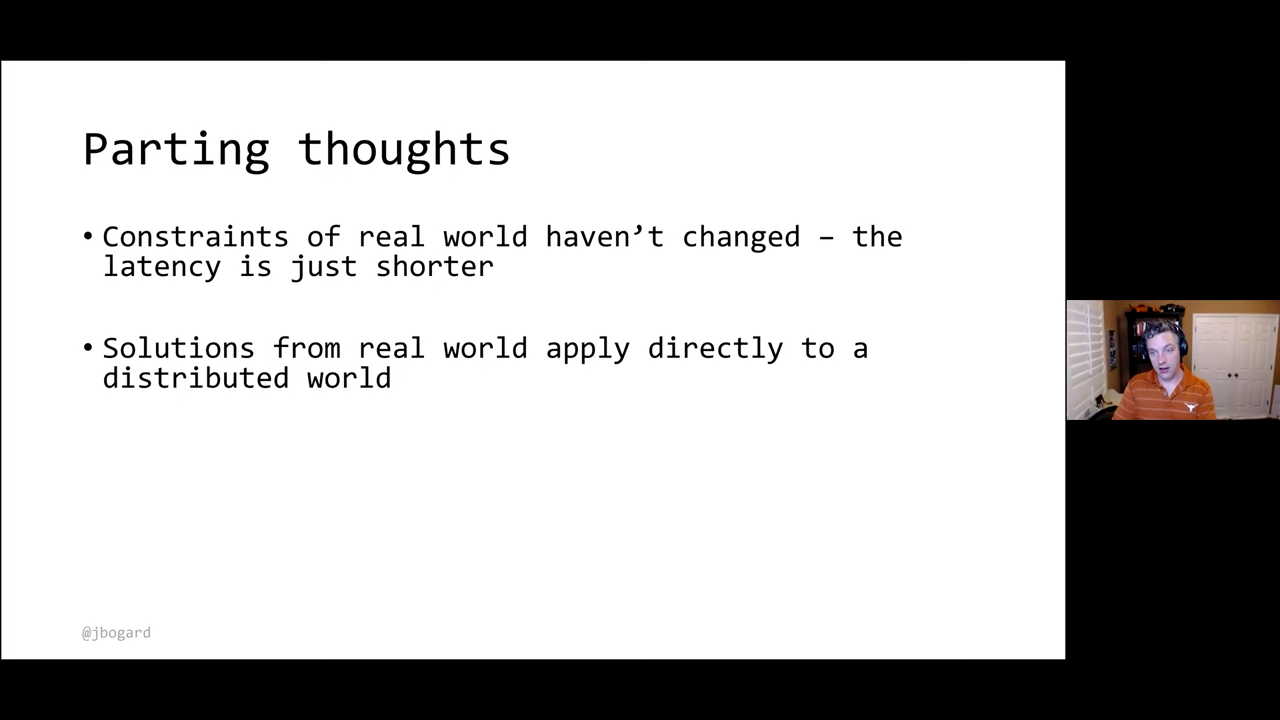 Parting thoughts
• Constraints of real world haven’t changed – the
latency is just shorter
• Solutions from real world apply directly to a
distributed world
@jbogard